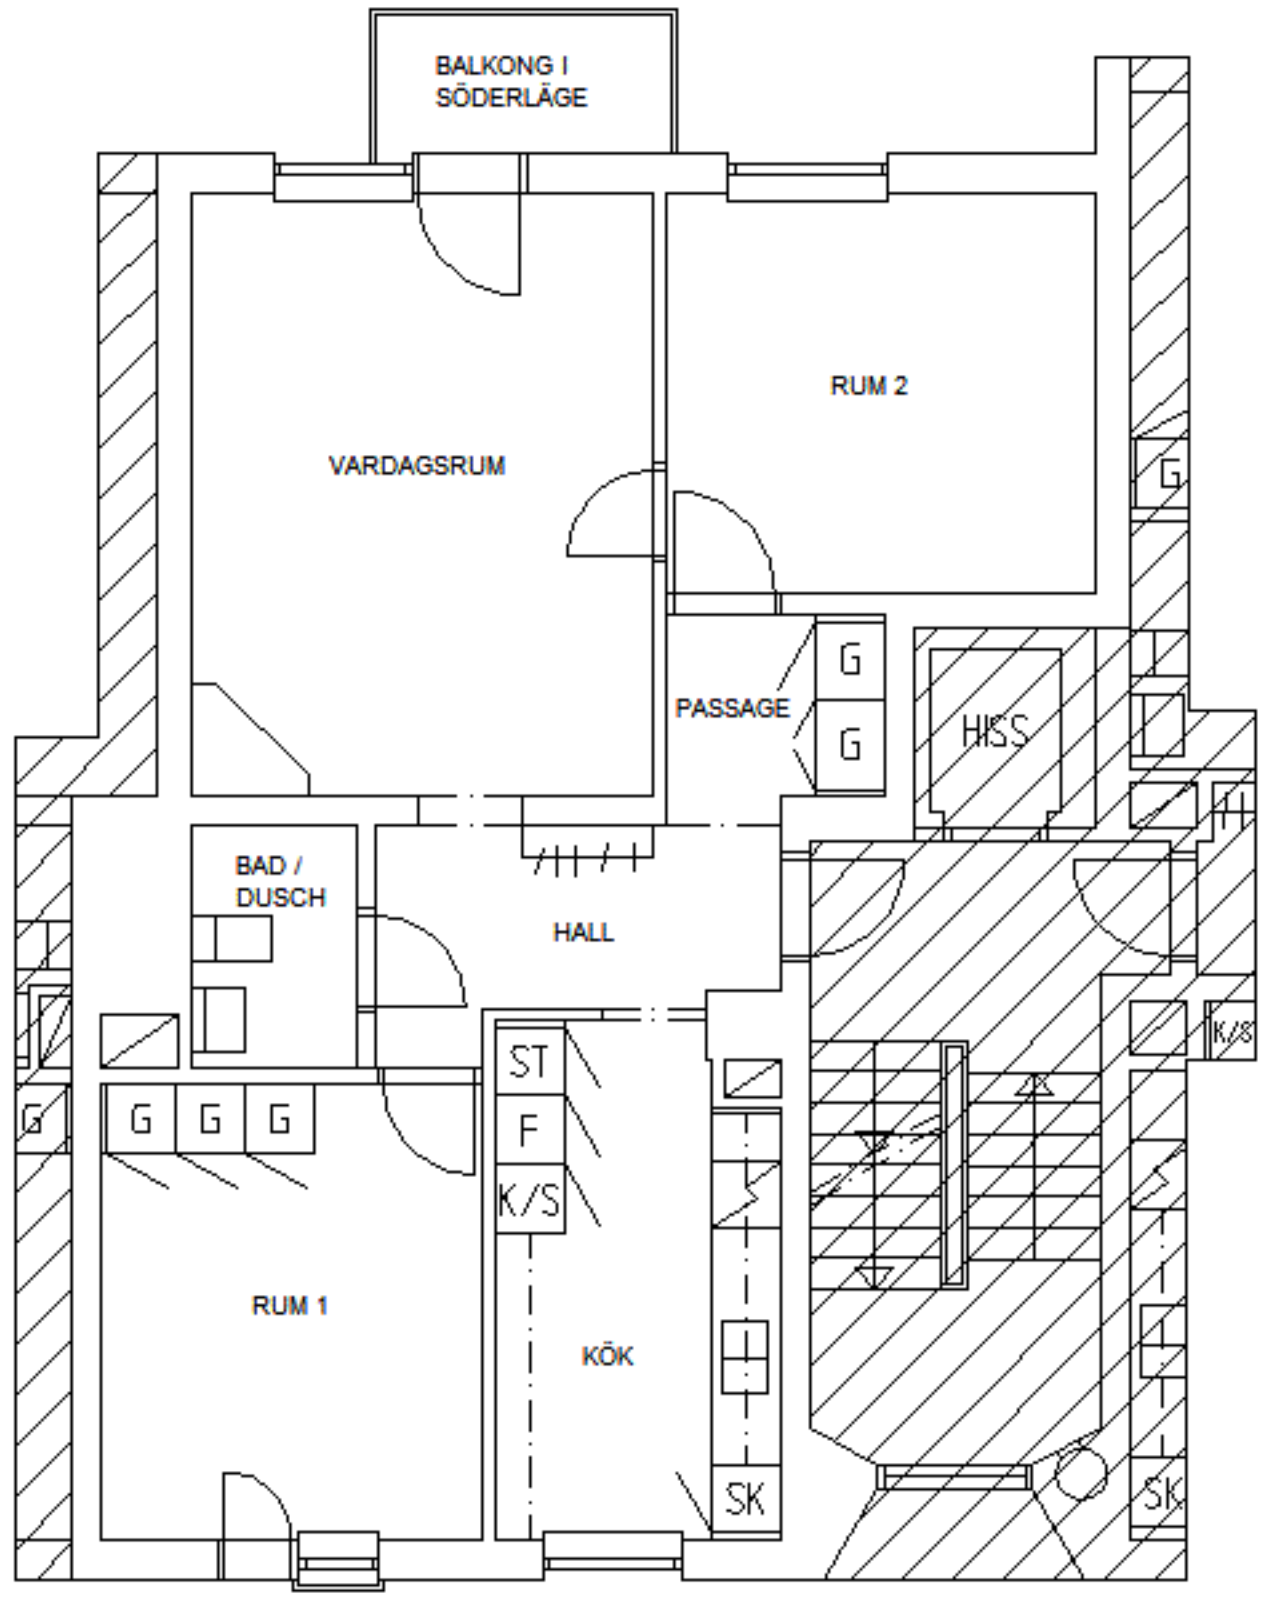 BALKONG I
SÖDERLÄGE
RUM 2
VARDAGSRUM
G
G
PASSAGE
HISS
G
BAD /
DUSCH
HALL
K/S
ST
G
G
G
G
F
K/S
RUM 1
KÖK
SK
SK